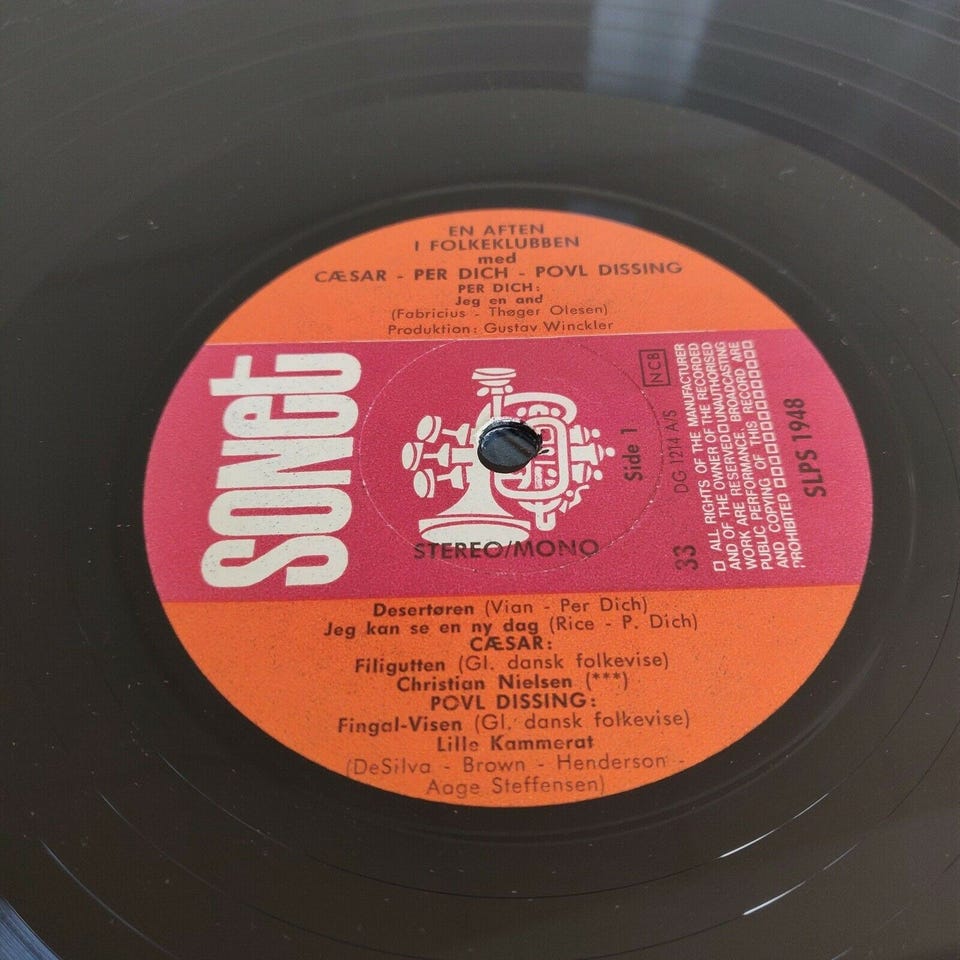 EN AFTEN
I FOLKEKLUBBEN
med
CÆSAR - PER DICH - POVL DISSING
PER DICH:
Jeg en and
(Fabricius - Thøger Olesen)
Produktion: Gustav Winckler
SONET
STEREO/MONO
Side 1
NCB
DG 1214 A/S
33
□ ALL RIGHTS OF THE MANUFACTURER
AND OF THE OWNER OF THE RECORDED
WORK ARE RESERVED □ UNAUTHORISED
PUBLIC PERFORMANCE, BROADCASTING
AND COPYING OF THIS RECORD ARE
PROHIBITED □□□□□□□□□□□□
SLPS 1948
Desertøren (Vian - Per Dich)
Jeg kan se en ny dag (Rice - P. Dich)
CÆSAR:
Filigutten (Gl. dansk folkevise)
Christian Nielsen (***)
POVL DISSING:
Fingal-Visen (Gl. dansk folkevise)
Lille Kammerat
(DeSilva - Brown - Henderson -
Aage Steffensen)